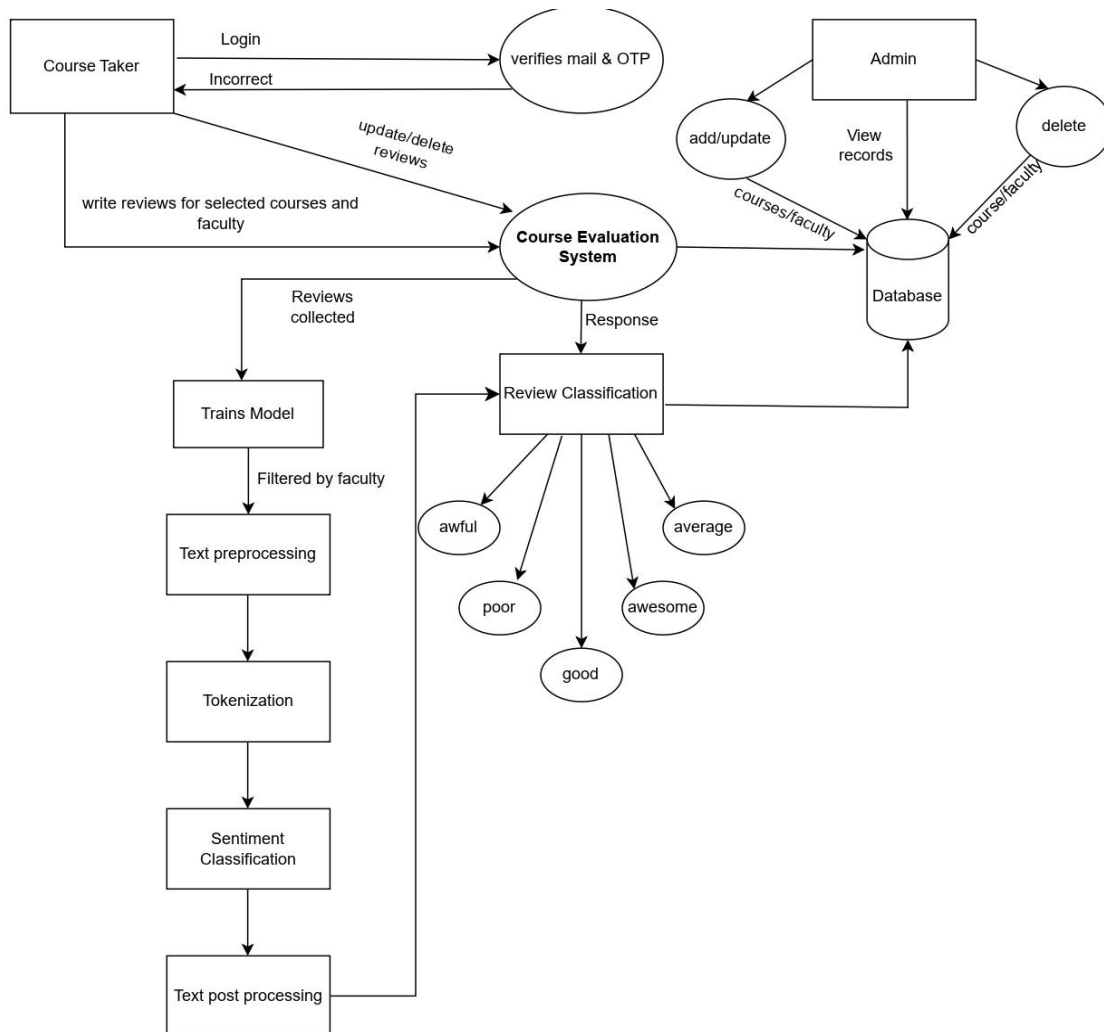 Login
Course Taker
verifies mail & OTP
Admin
Incorrect
update/delete
reviews
add/update
View
records
delete
write reviews for selected courses and
faculty
courses/faculty
course/faculty
Course Evaluation
System
Database
Reviews
collected
Response
Trains Model
Review Classification
Filtered by faculty
awful
average
Text preprocessing
poor
awesome
good
Tokenization
Sentiment
Classification
Text post processing